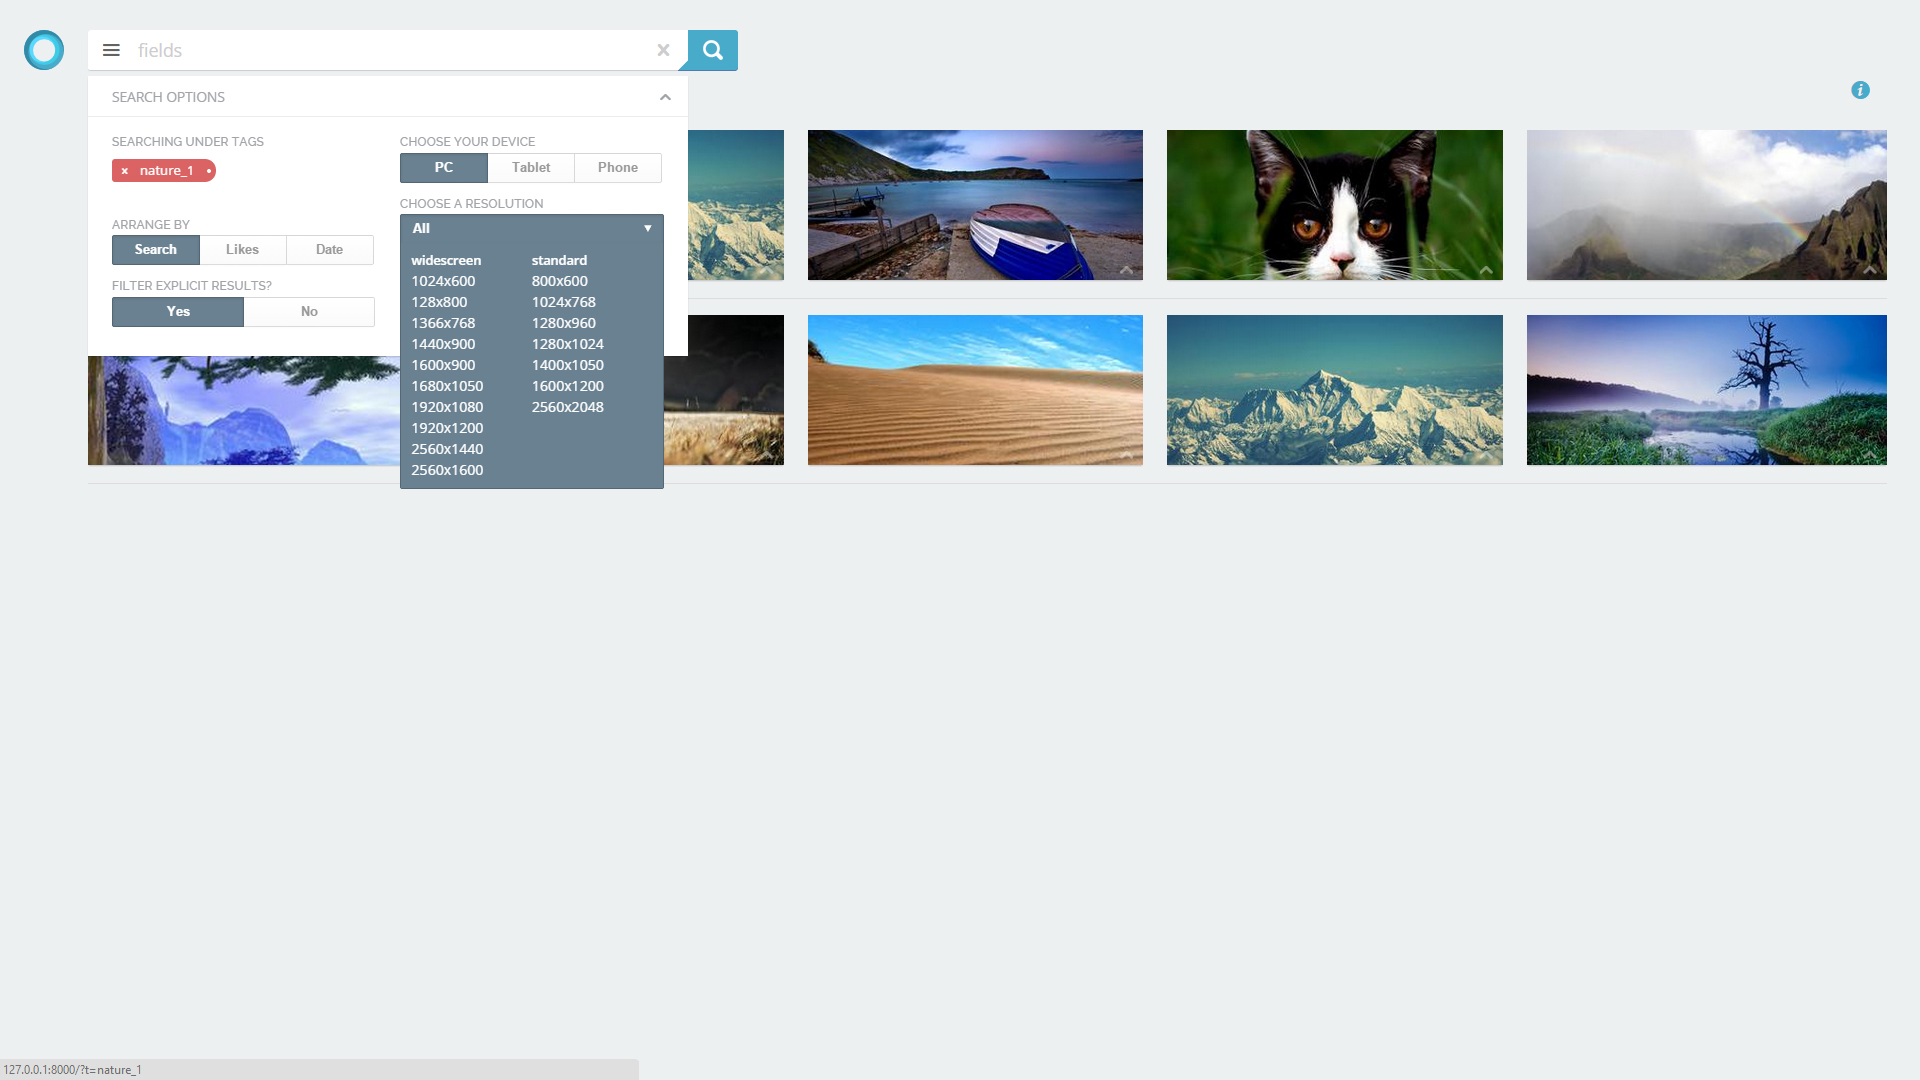 fields
SEARCH OPTIONS
SEARCHING UNDER TAGS
x nature_1
ARRANGE BY
Search Likes Date
FILTER EXPLICIT RESULTS?
Yes No
CHOOSE YOUR DEVICE
PC Tablet Phone
CHOOSE A RESOLUTION
All
widescreen
1024x600
128x800
1366x768
1440x900
1600x900
1680x1050
1920x1080
1920x1200
2560x1440
2560x1600
standard
800x600
1024x768
1280x960
1280x1024
1400x1050
1600x1200
2560x2048
i
127.0.0.1:8000/?t=nature_1